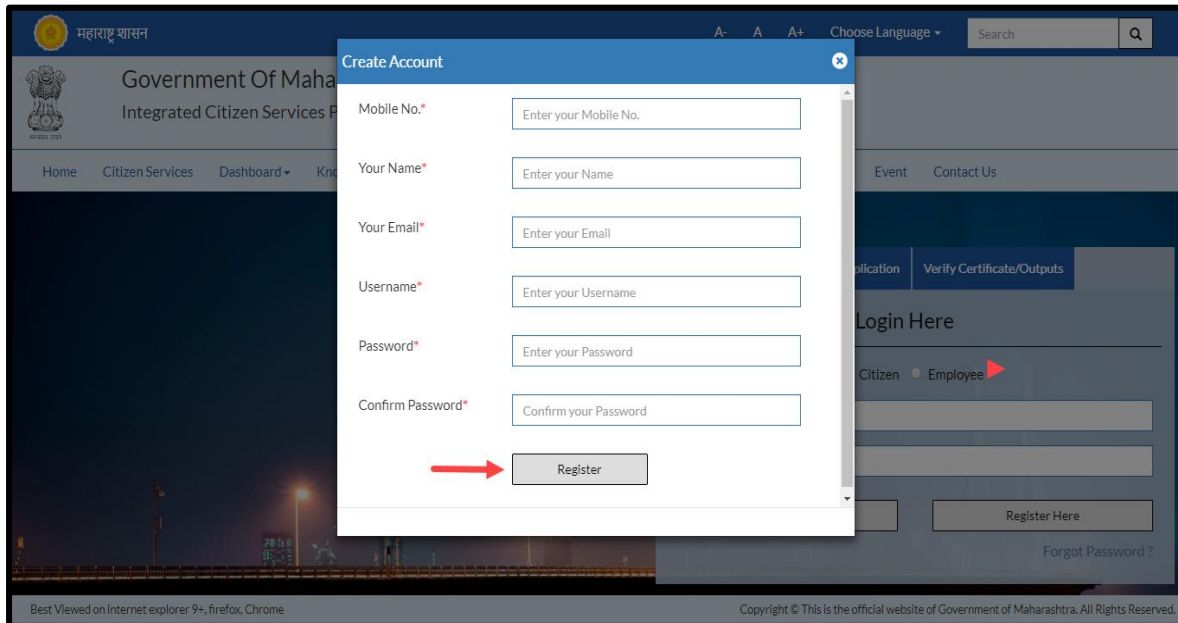 महाराष्ट्र शासन
A- A A+ Choose Language Search
Create Account
Government Of Maha
Integrated Citizen Services P
सत्यमेव जयते
Mobile No.* Enter your Mobile No.
Home Citizen Services Dashboard Kno Event Contact Us
Your Name* Enter your Name
Your Email* Enter your Email
plication Verify Certificate/Outputs
Username* Enter your Username
Login Here
Password* Enter your Password
Citizen Employee
Confirm Password* Confirm your Password
Register
Register Here
Forgot Password ?
Best Viewed on Internet explorer 9+, firefox, Chrome Copyright © This is the official website of Government of Maharashtra. All Rights Reserved.